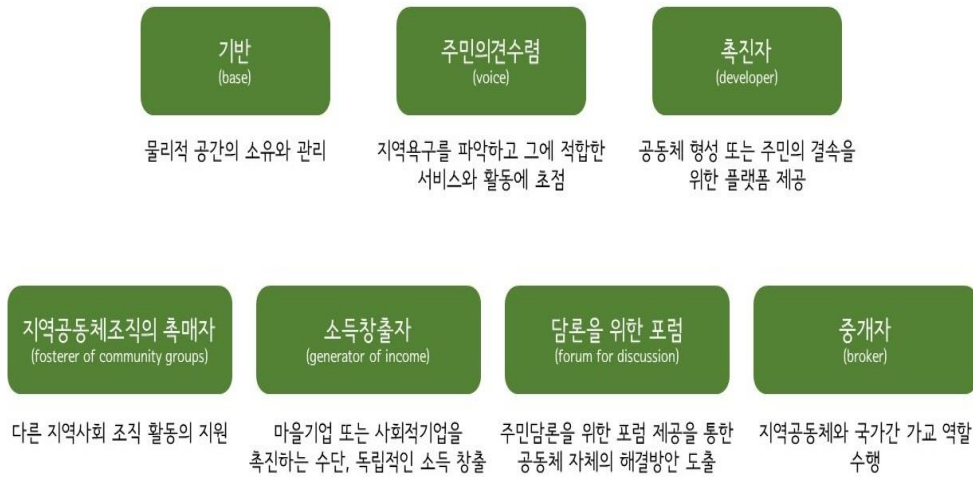 기반
(base)
물리적 공간의 소유와 관리
주민의견수렴
(voice)
지역욕구를 파악하고 그에 적합한
서비스와 활동에 초점
촉진자
(developer)
공동체 형성 또는 주민의 결속을
위한 플랫폼 제공
지역공동체조직의 촉매자
(fosterer of community groups)
다른 지역사회 조직 활동의 지원
소득창출자
(generator of income)
마을기업 또는 사회적기업을
촉진하는 수단, 독립적인 소득 창출
담론을 위한 포럼
(forum for discussion)
주민담론을 위한 포럼 제공을 통한
공동체 자체의 해결방안 도출
중개자
(broker)
지역공동체와 국가간 가교 역할
수행